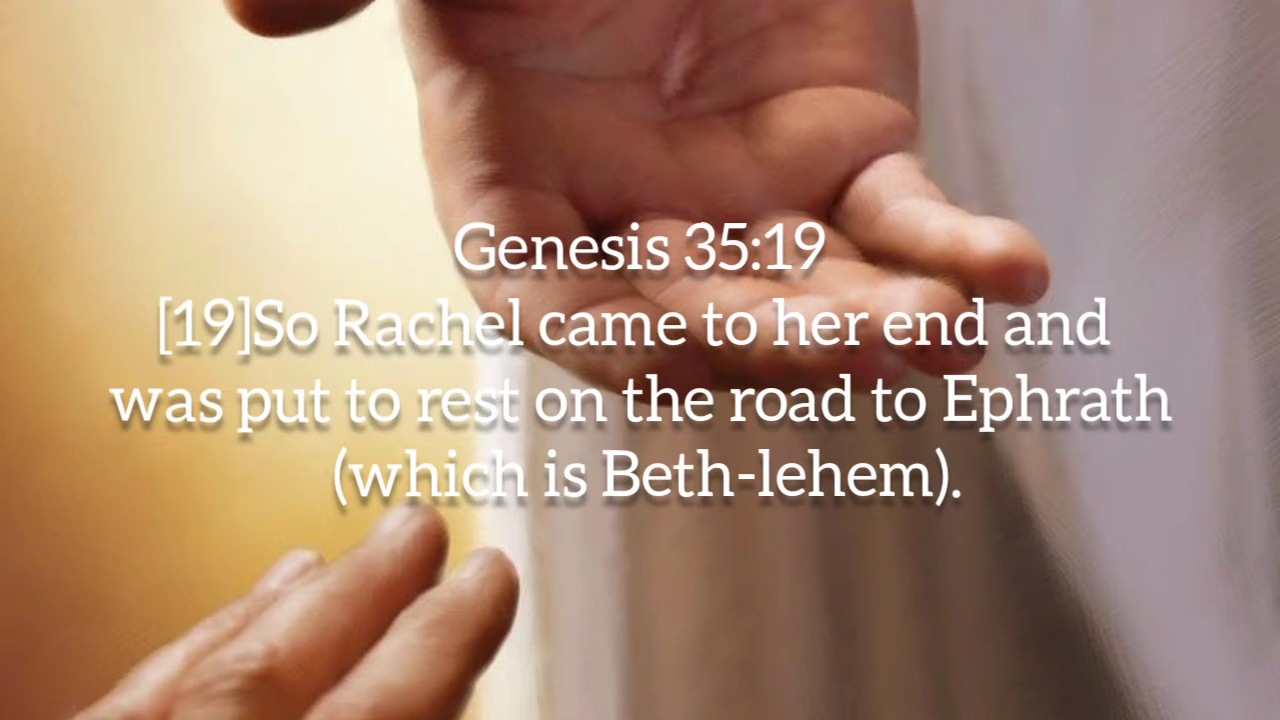 Genesis 35:19
[19]So Rachel came to her end and
was put to rest on the road to Ephrath
(which is Beth-lehem).